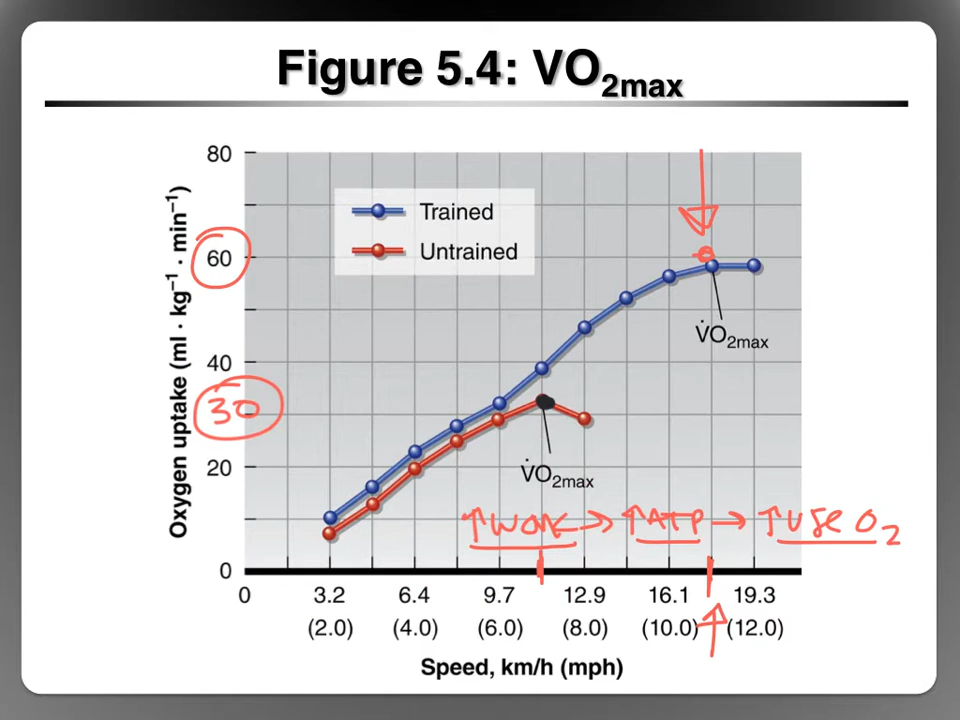 Figure 5.4: VO2max
Oxygen uptake (ml · kg−1 · min−1)
80
60
40
30
20
0
Trained
Untrained
V̇O2max
V̇O2max
↑Work → ↑ATP → ↑Use O2
0 3.2 6.4 9.7 12.9 16.1 19.3
(2.0) (4.0) (6.0) (8.0) (10.0) (12.0)
Speed, km/h (mph)